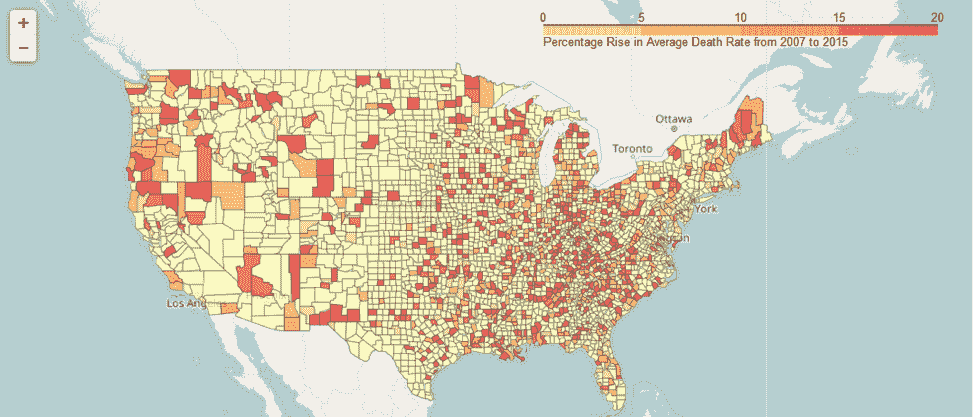 +
−
0 5 10 15 20
Percentage Rise in Average Death Rate from 2007 to 2015
Ottawa
Toronto
York
Los Ang